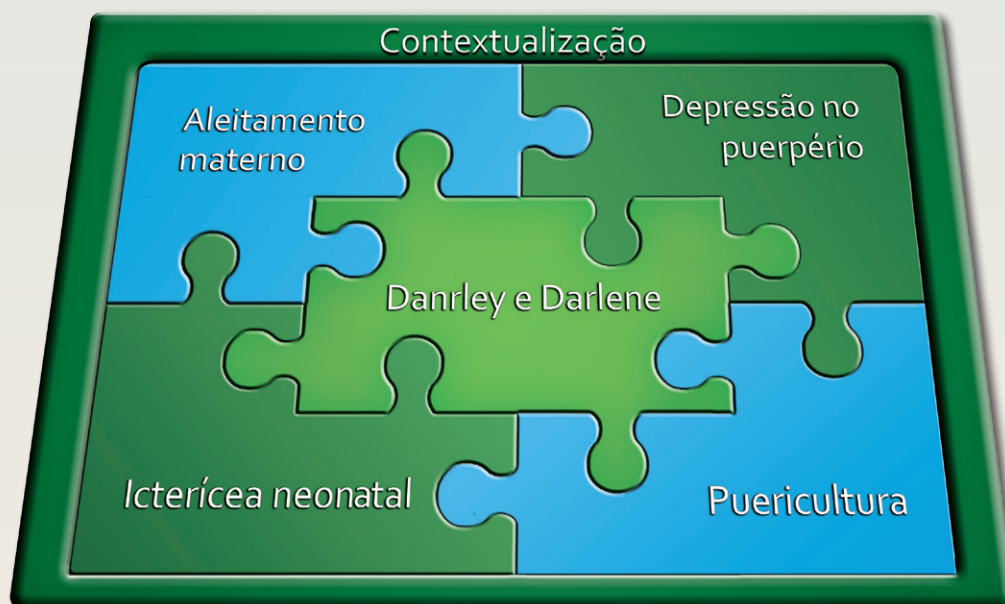 Contextualização
Aleitamento
materno
Depressão no
puerpério
Danrley e Darlene
Icterícea neonatal
Puericultura